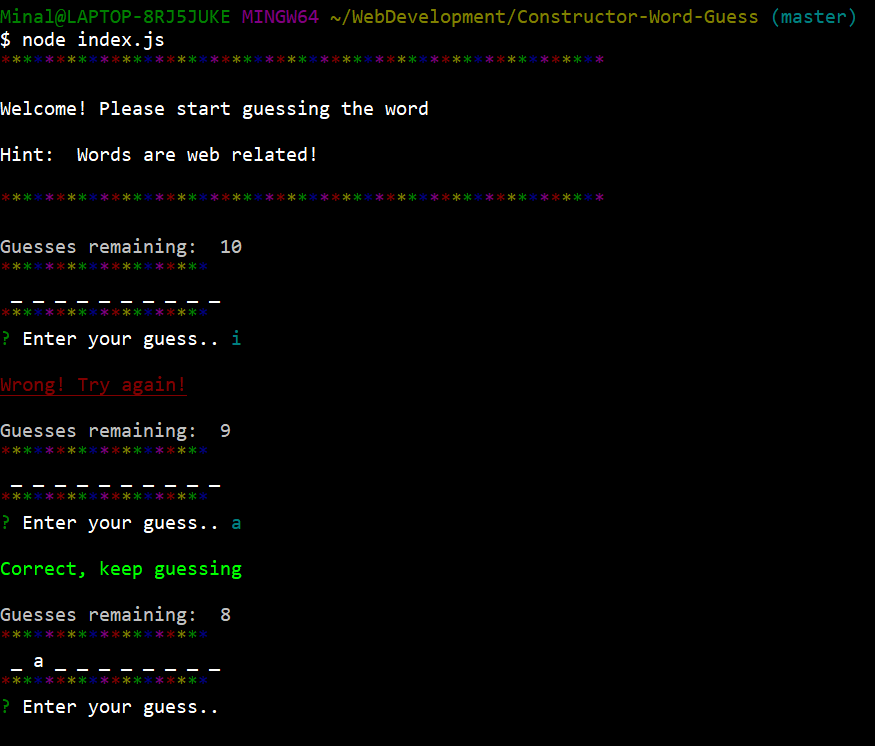 Minal@LAPTOP-8RJ5JUKE MINGW64 ~/WebDevelopment/Constructor-Word-Guess (master)
$ node index.js
*******************************************************
Welcome! Please start guessing the word
Hint:  Words are web related!
*******************************************************
Guesses remaining:  10
*******************
_ _ _ _ _ _ _ _ _ _
*******************
? Enter your guess.. i
Wrong! Try again!
Guesses remaining:  9
*******************
_ _ _ _ _ _ _ _ _ _
*******************
? Enter your guess.. a
Correct, keep guessing
Guesses remaining:  8
*******************
_ a _ _ _ _ _ _ _ _
*******************
? Enter your guess..